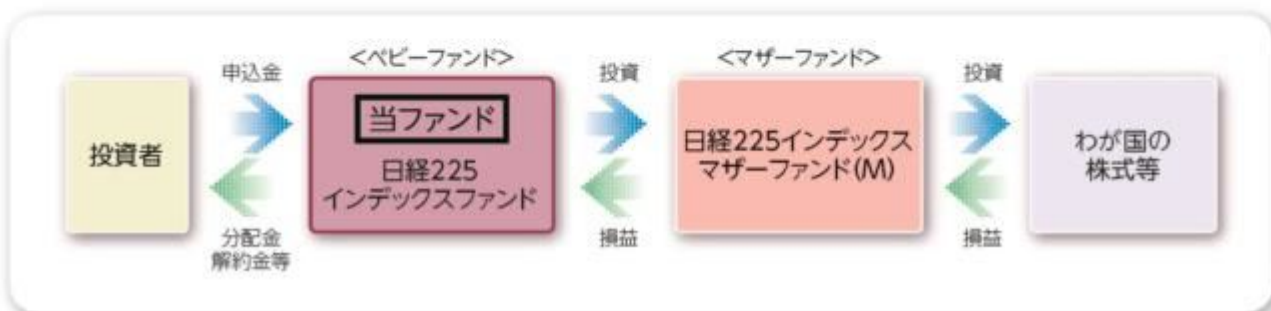 申込金
<ベビーファンド>
投資
<マザーファンド>
投資
投資者
当ファンド
日経225
インデックスファンド
日経225インデックス
マザーファンド(M)
わが国の
株式等
分配金
解約金等
損益
損益